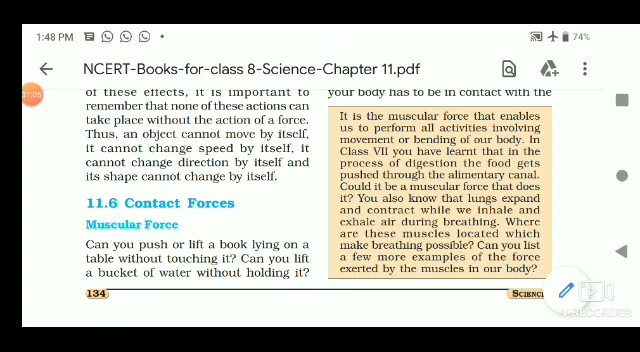 1:48 PM
74%
NCERT-Books-for-class 8-Science-Chapter 11.pdf
01:05
of these effects, it is important to
remember that none of these actions can
take place without the action of a force.
Thus, an object cannot move by itself,
it cannot change speed by itself, it
cannot change direction by itself and
its shape cannot change by itself.
11.6 Contact Forces
Muscular Force
Can you push or lift a book lying on a
table without touching it? Can you lift
a bucket of water without holding it?
134
your body has to be in contact with the
It is the muscular force that enables
us to perform all activities involving
movement or bending of our body. In
Class VII you have learnt that in the
process of digestion the food gets
pushed through the alimentary canal.
Could it be a muscular force that does
it? You also know that lungs expand
and contract while we inhale and
exhale air during breathing. Where
are these muscles located which
make breathing possible? Can you list
a few more examples of the force
exerted by the muscles in our body?
V-RECORDER